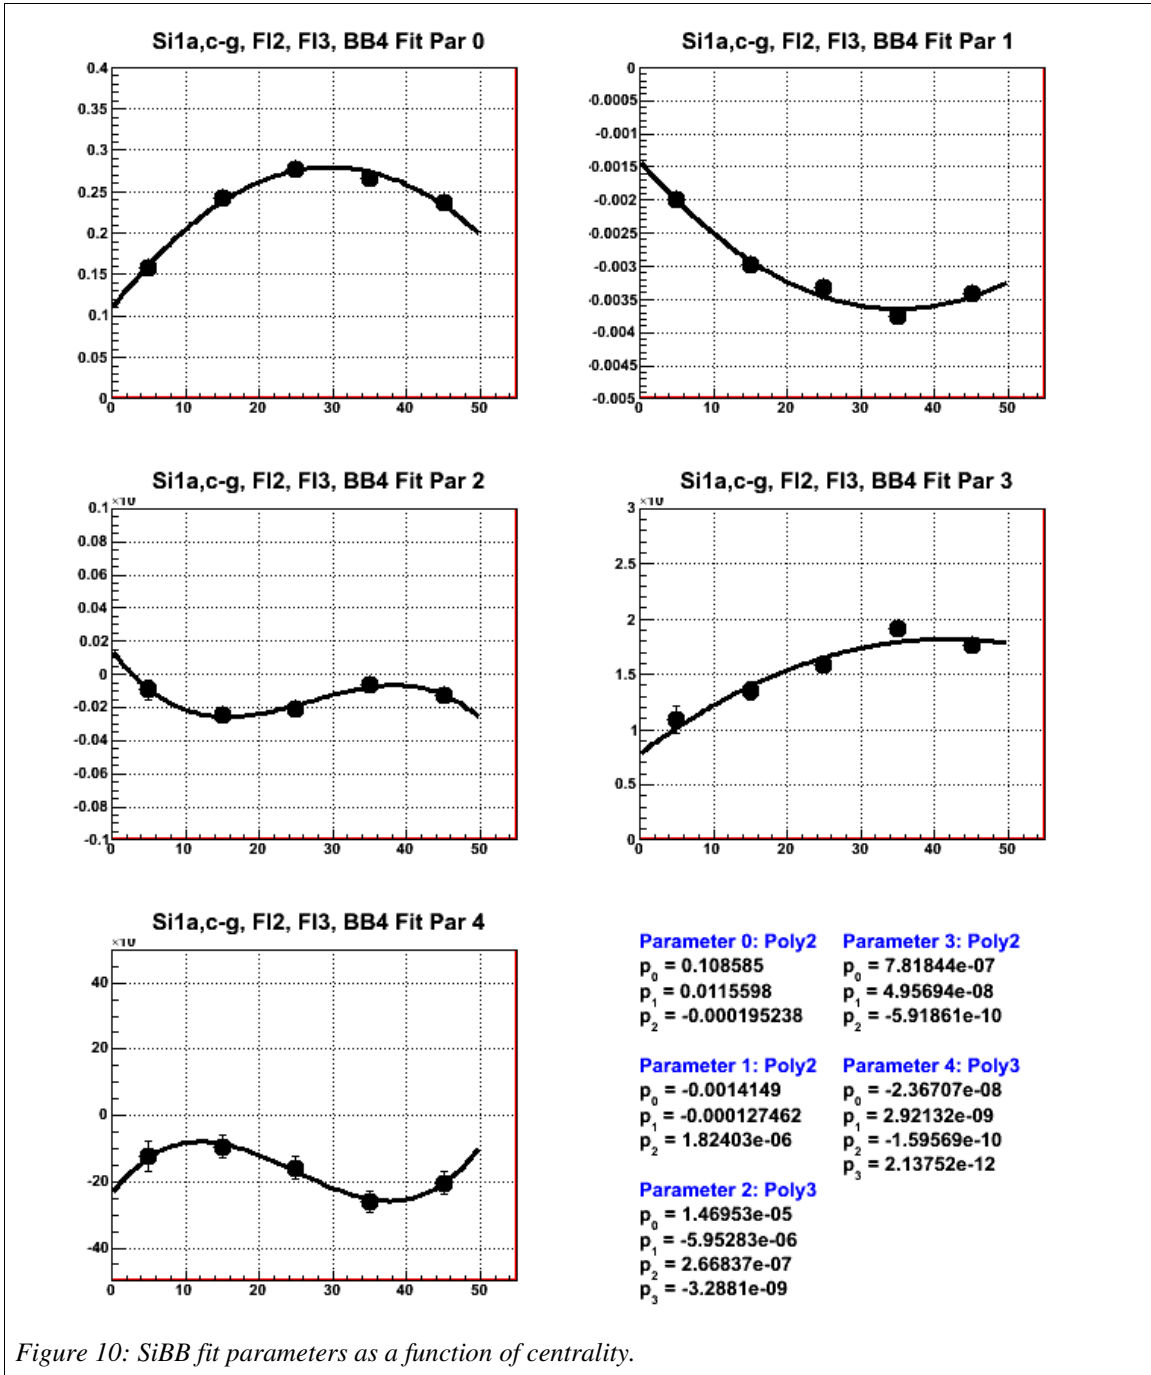 Si1a,c-g, Fl2, Fl3, BB4 Fit Par 0
0.4
0.35
0.3
0.25
0.2
0.15
0.1
0.05
0
0 10 20 30 40 50
Si1a,c-g, Fl2, Fl3, BB4 Fit Par 1
0
-0.0005
-0.001
-0.0015
-0.002
-0.0025
-0.003
-0.0035
-0.004
-0.0045
-0.005
0 10 20 30 40 50
Si1a,c-g, Fl2, Fl3, BB4 Fit Par 2
×10
0.1
0.08
0.06
0.04
0.02
0
-0.02
-0.04
-0.06
-0.08
-0.1
0 10 20 30 40 50
Si1a,c-g, Fl2, Fl3, BB4 Fit Par 3
×10
3
2.5
2
1.5
1
0.5
0
0 10 20 30 40 50
Si1a,c-g, Fl2, Fl3, BB4 Fit Par 4
×10
40
20
0
-20
-40
0 10 20 30 40 50
Parameter 0: Poly2
p0 = 0.108585
p1 = 0.0115598
p2 = -0.000195238
Parameter 1: Poly2
p0 = -0.0014149
p1 = -0.000127462
p2 = 1.82403e-06
Parameter 2: Poly3
p0 = 1.46953e-05
p1 = -5.95283e-06
p2 = 2.66837e-07
p3 = -3.2881e-09
Parameter 3: Poly2
p0 = 7.81844e-07
p1 = 4.95694e-08
p2 = -5.91861e-10
Parameter 4: Poly3
p0 = -2.36707e-08
p1 = 2.92132e-09
p2 = -1.59569e-10
p3 = 2.13752e-12
Figure 10: SiBB fit parameters as a function of centrality.